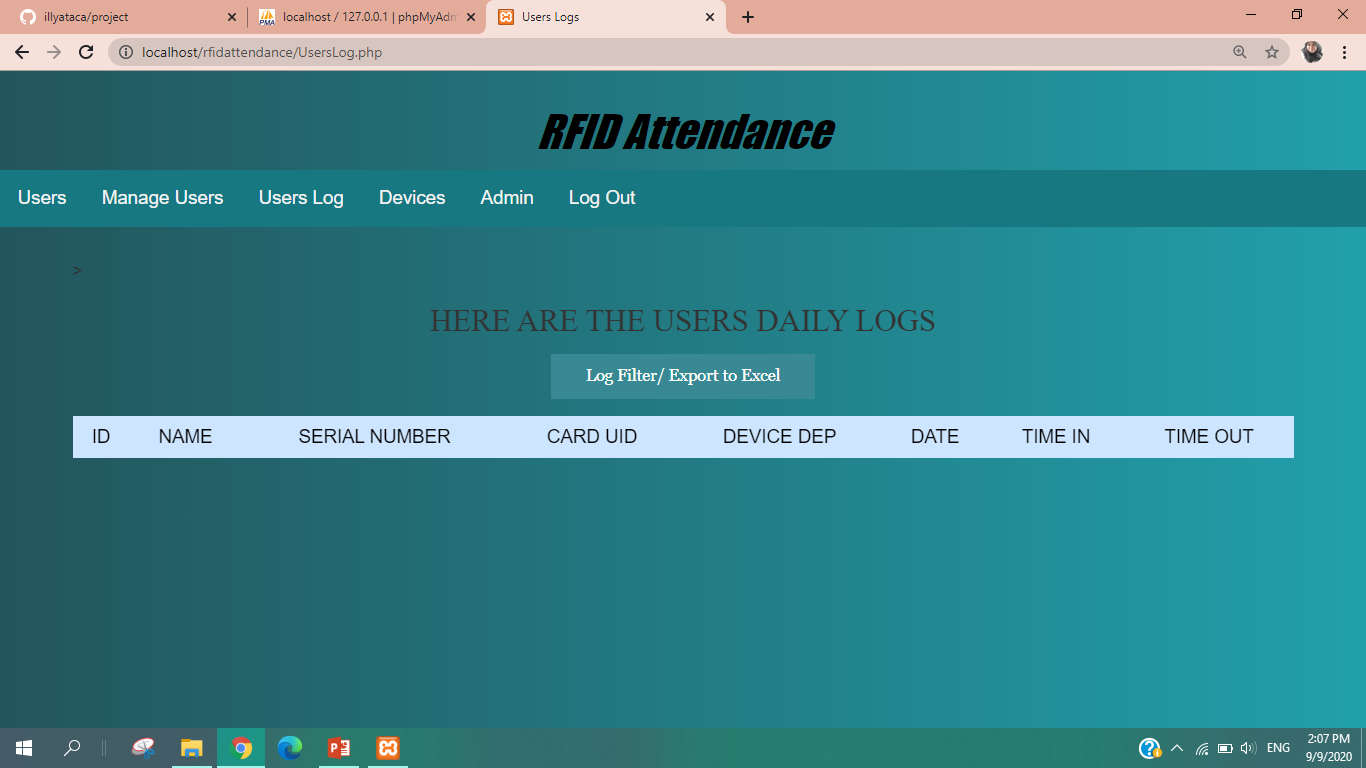 illyataca/project
localhost / 127.0.0.1 | phpMyAdm
Users Logs
localhost/rfidattendance/UsersLog.php
RFID Attendance
Users Manage Users Users Log Devices Admin Log Out
>
HERE ARE THE USERS DAILY LOGS
Log Filter/ Export to Excel
ID NAME SERIAL NUMBER CARD UID DEVICE DEP DATE TIME IN TIME OUT
ENG
2:07 PM
9/9/2020